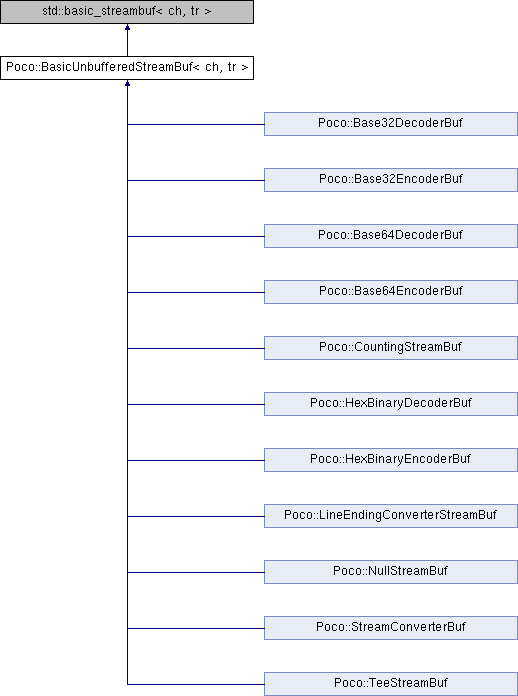 std::basic_streambuf< ch, tr >
Poco::BasicUnbufferedStreamBuf< ch, tr >
Poco::Base32DecoderBuf
Poco::Base32EncoderBuf
Poco::Base64DecoderBuf
Poco::Base64EncoderBuf
Poco::CountingStreamBuf
Poco::HexBinaryDecoderBuf
Poco::HexBinaryEncoderBuf
Poco::LineEndingConverterStreamBuf
Poco::NullStreamBuf
Poco::StreamConverterBuf
Poco::TeeStreamBuf